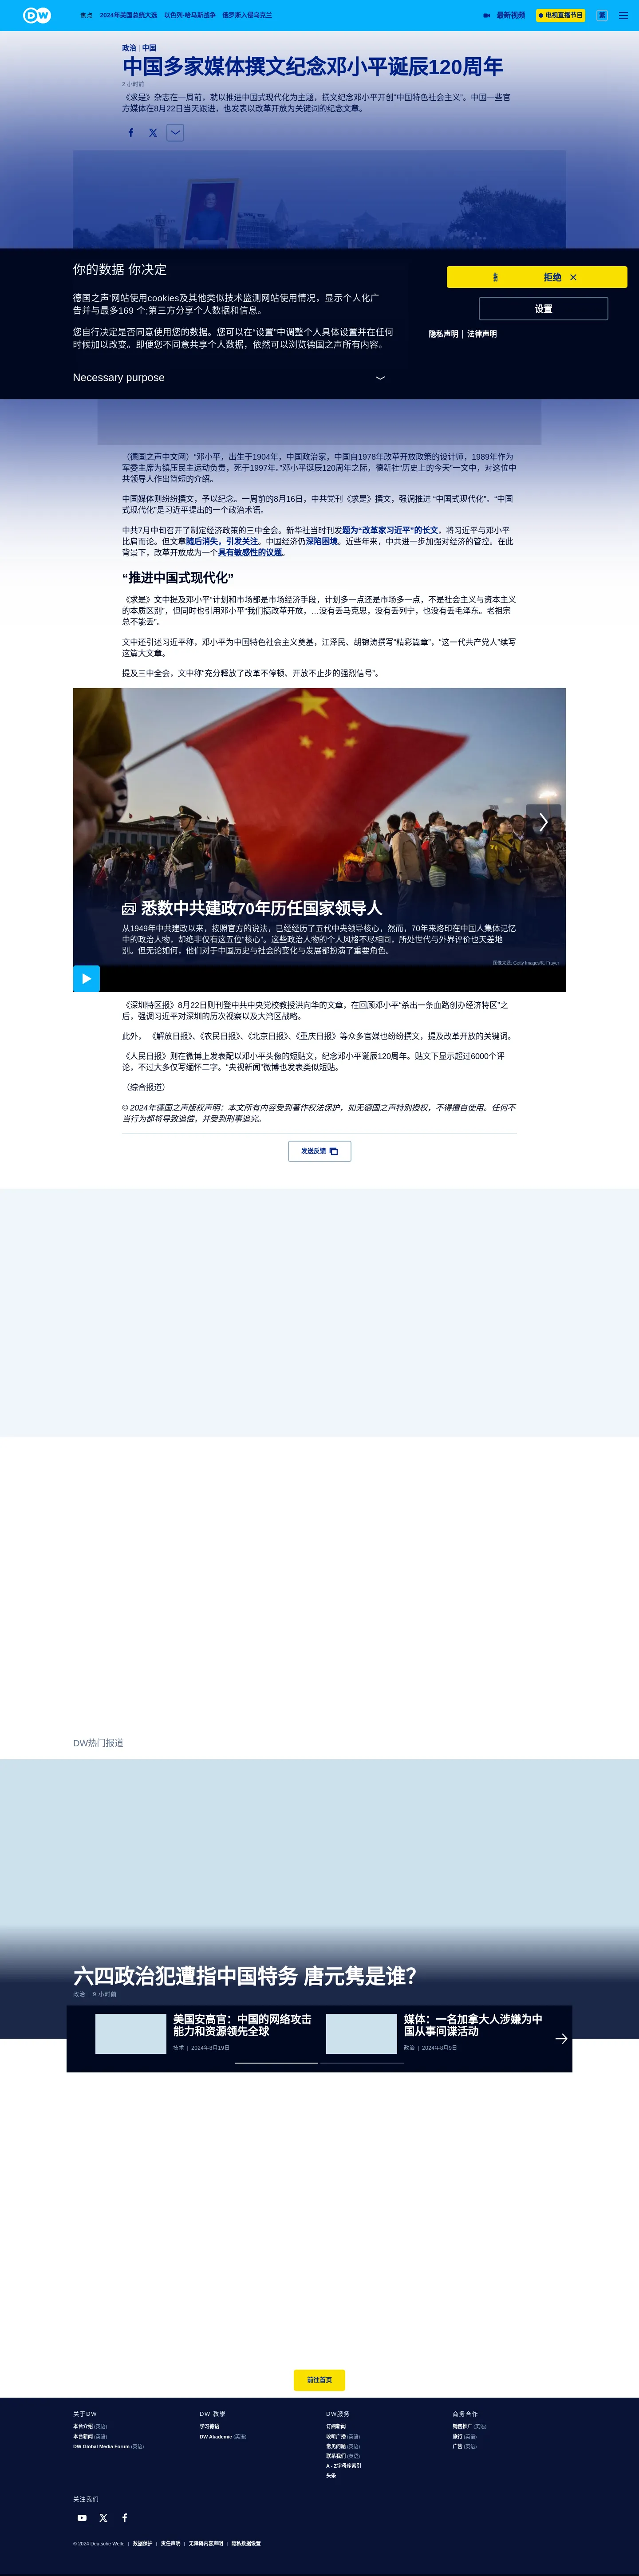 DW
焦点 2024年美国总统大选 以色列-哈马斯战争 俄罗斯入侵乌克兰 最新视频 电视直播节目 繁
政治 | 中国
中国多家媒体撰文纪念邓小平诞辰120周年
2 小时前
《求是》杂志在一周前，就以推进中国式现代化为主题，撰文纪念邓小平开创“中国特色社会主义”。中国一些官
方媒体在8月22日当天跟进，也发表以改革开放为关键词的纪念文章。
你的数据 你决定
拒绝
德国之声'网站使用cookies及其他类似技术监测网站使用情况，显示个人化广
告并与最多169 个;第三方分享个人数据和信息。
设置
您自行决定是否同意使用您的数据。您可以在“设置”中调整个人具体设置并在任何
时候加以改变。即便您不同意共享个人数据，依然可以浏览德国之声所有内容。
隐私声明 | 法律声明
Necessary purpose
（德国之声中文网）“邓小平，出生于1904年，中国政治家，中国自1978年改革开放政策的设计师，1989年作为
军委主席为镇压民主运动负责，死于1997年。”邓小平诞辰120周年之际，德新社“历史上的今天”一文中，对这位中
共领导人作出简短的介绍。
中国媒体则纷纷撰文，予以纪念。一周前的8月16日，中共党刊《求是》撰文，强调推进 “中国式现代化”。“中国
式现代化”是习近平提出的一个政治术语。
中共7月中旬召开了制定经济政策的三中全会。新华社当时刊发题为“改革家习近平”的长文，将习近平与邓小平
比肩而论。但文章随后消失，引发关注。中国经济仍深陷困境。近些年来，中共进一步加强对经济的管控。在此
背景下，改革开放成为一个具有敏感性的议题。
“推进中国式现代化”
《求是》文中提及邓小平“计划和市场都是市场经济手段，计划多一点还是市场多一点，不是社会主义与资本主义
的本质区别”，但同时也引用邓小平“我们搞改革开放，…没有丢马克思，没有丢列宁，也没有丢毛泽东。老祖宗
总不能丢”。
文中还引述习近平称，邓小平为中国特色社会主义奠基，江泽民、胡锦涛撰写“精彩篇章”，“这一代共产党人”续写
这篇大文章。
提及三中全会，文中称“充分释放了改革不停顿、开放不止步的强烈信号”。
悉数中共建政70年历任国家领导人
从1949年中共建政以来，按照官方的说法，已经经历了五代中央领导核心，然而，70年来烙印在中国人集体记忆
中的政治人物，却绝非仅有这五位“核心”。这些政治人物的个人风格不尽相同，所处世代与外界评价也天差地
别。但无论如何，他们对于中国历史与社会的变化与发展都扮演了重要角色。
图像来源: Getty Images/K. Frayer
《深圳特区报》8月22日则刊登中共中央党校教授洪向华的文章，在回顾邓小平“杀出一条血路创办经济特区”之
后，强调习近平对深圳的历次视察以及大湾区战略。
此外， 《解放日报》、《农民日报》、《北京日报》、《重庆日报》等众多官媒也纷纷撰文，提及改革开放的关键词。
《人民日报》则在微博上发表配以邓小平头像的短贴文，纪念邓小平诞辰120周年。贴文下显示超过6000个评
论，不过大多仅写缅怀二字。“央视新闻”微博也发表类似短贴。
（综合报道）
© 2024年德国之声版权声明：本文所有内容受到著作权法保护，如无德国之声特别授权，不得擅自使用。任何不
当行为都将导致追偿，并受到刑事追究。
发送反馈
DW热门报道
六四政治犯遭指中国特务 唐元隽是谁？
政治 | 9 小时前
美国安高官：中国的网络攻击
能力和资源领先全球
技术 | 2024年8月19日
媒体：一名加拿大人涉嫌为中
国从事间谍活动
政治 | 2024年8月9日
前往首页
关于DW
本台介绍 (英语)
本台新闻 (英语)
DW Global Media Forum (英语)
DW 教學
学习德语
DW Akademie (英语)
DW服务
订阅新闻
收听广播 (英语)
常见问题 (英语)
联系我们 (英语)
A - Z字母序索引
头条
商务合作
销售推广 (英语)
旅行 (英语)
广告 (英语)
关注我们
© 2024 Deutsche Welle | 数据保护 | 责任声明 | 无障碍内容声明 | 隐私数据设置